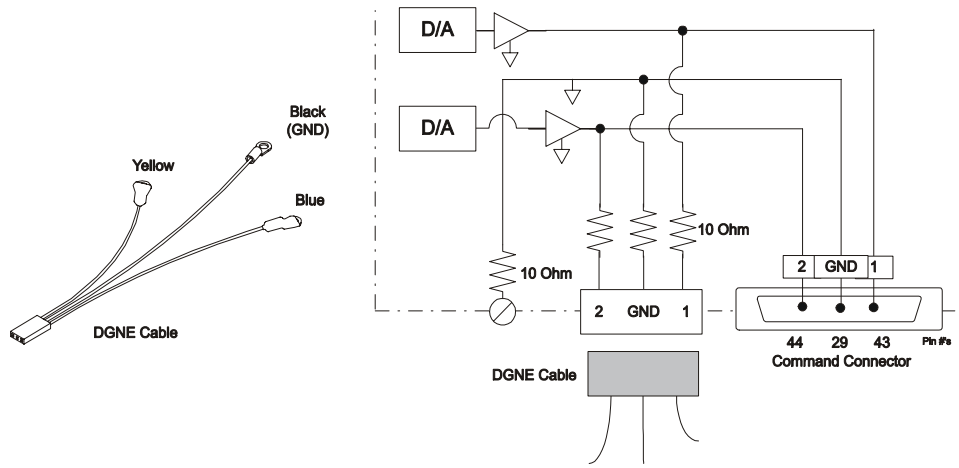 D/A
Black
(GND)
D/A
Yellow
Blue
10 Ohm
10 Ohm
2 GND 1
2 GND 1
DGNE Cable
44 29 43 Pin #'s
Command Connector
DGNE Cable